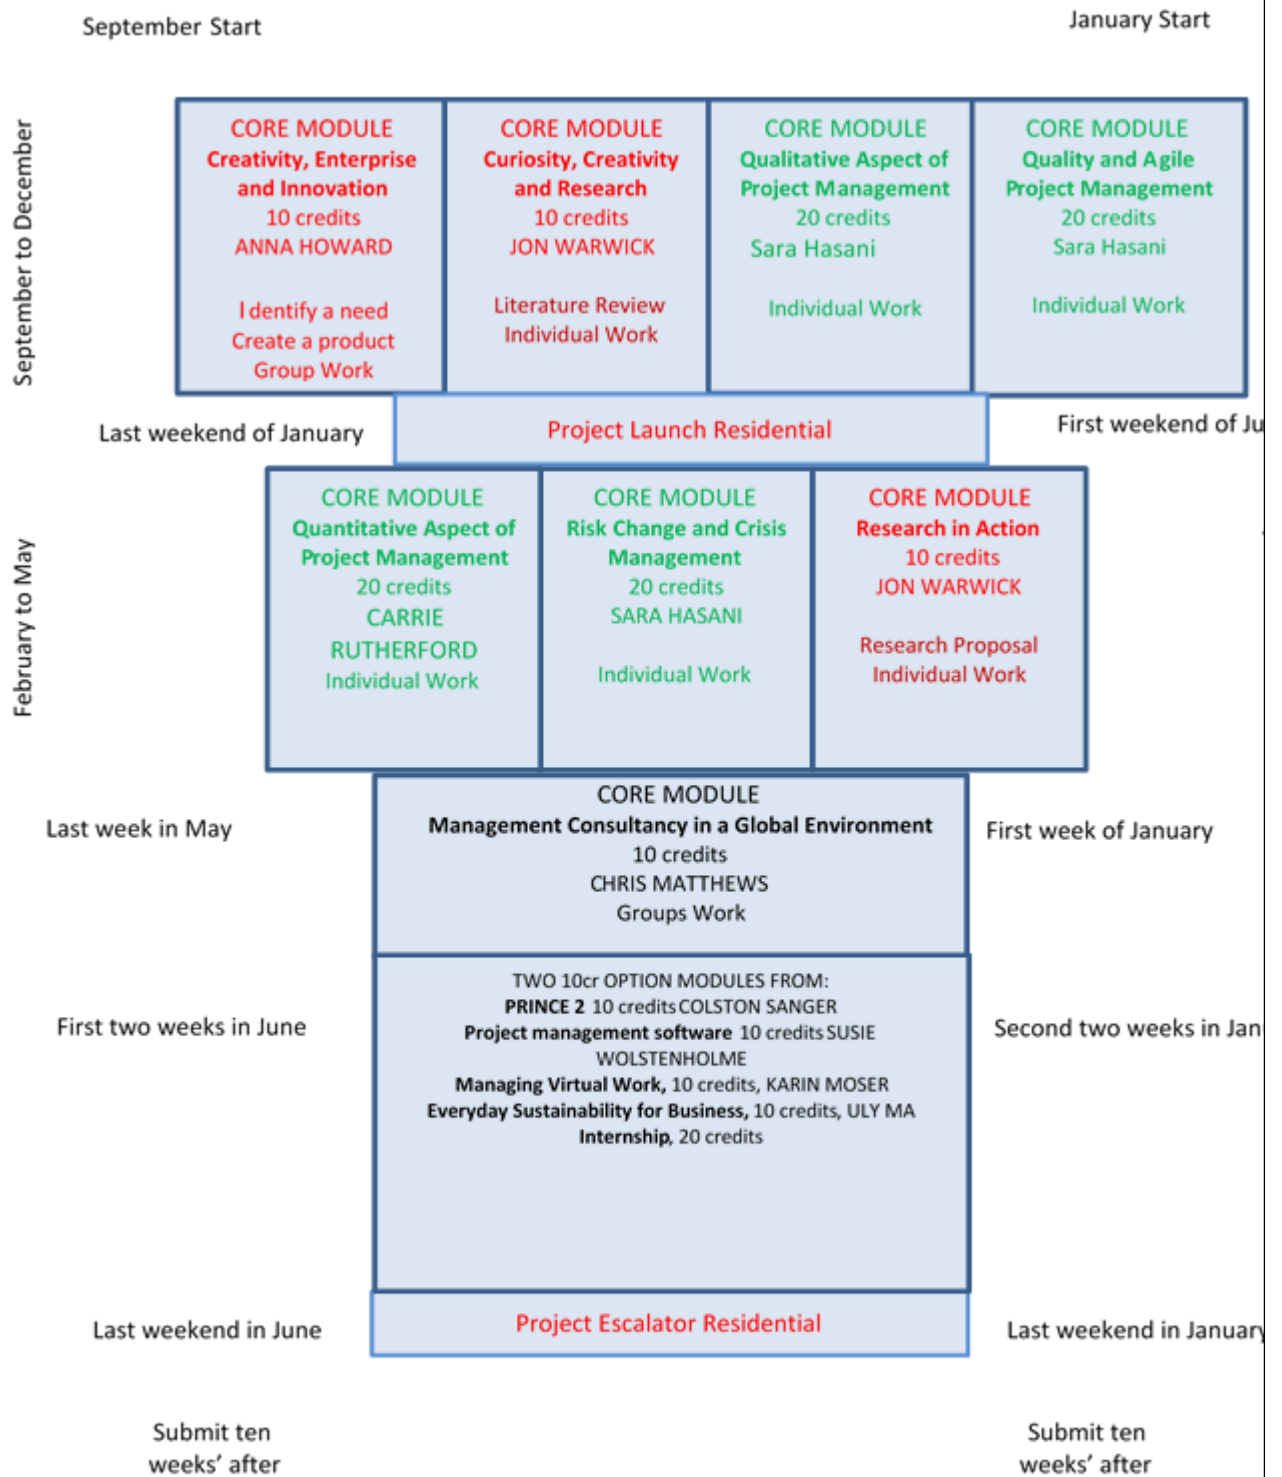 September Start
January Start
September to December
CORE MODULE
Creativity, Enterprise
and Innovation
10 credits
ANNA HOWARD
Identify a need
Create a product
Group Work
CORE MODULE
Curiosity, Creativity
and Research
10 credits
JON WARWICK
Literature Review
Individual Work
CORE MODULE
Qualitative Aspect of
Project Management
20 credits
Sara Hasani
Individual Work
CORE MODULE
Quality and Agile
Project Management
20 credits
Sara Hasani
Individual Work
Last weekend of January
Project Launch Residential
First weekend of Ju
February to May
CORE MODULE
Quantitative Aspect of
Project Management
20 credits
CARRIE
RUTHERFORD
Individual Work
CORE MODULE
Risk Change and Crisis
Management
20 credits
SARA HASANI
Individual Work
CORE MODULE
Research in Action
10 credits
JON WARWICK
Research Proposal
Individual Work
Last week in May
CORE MODULE
Management Consultancy in a Global Environment
10 credits
CHRIS MATTHEWS
Groups Work
First week of January
First two weeks in June
TWO 10cr OPTION MODULES FROM:
PRINCE 2 10 credits COLSTON SANGER
Project management software 10 credits SUSIE
WOLSTENHOLME
Managing Virtual Work, 10 credits, KARIN MOSER
Everyday Sustainability for Business, 10 credits, ULY MA
Internship, 20 credits
Second two weeks in Jan
Last weekend in June
Project Escalator Residential
Last weekend in January
Submit ten
weeks' after
Submit ten
weeks' after